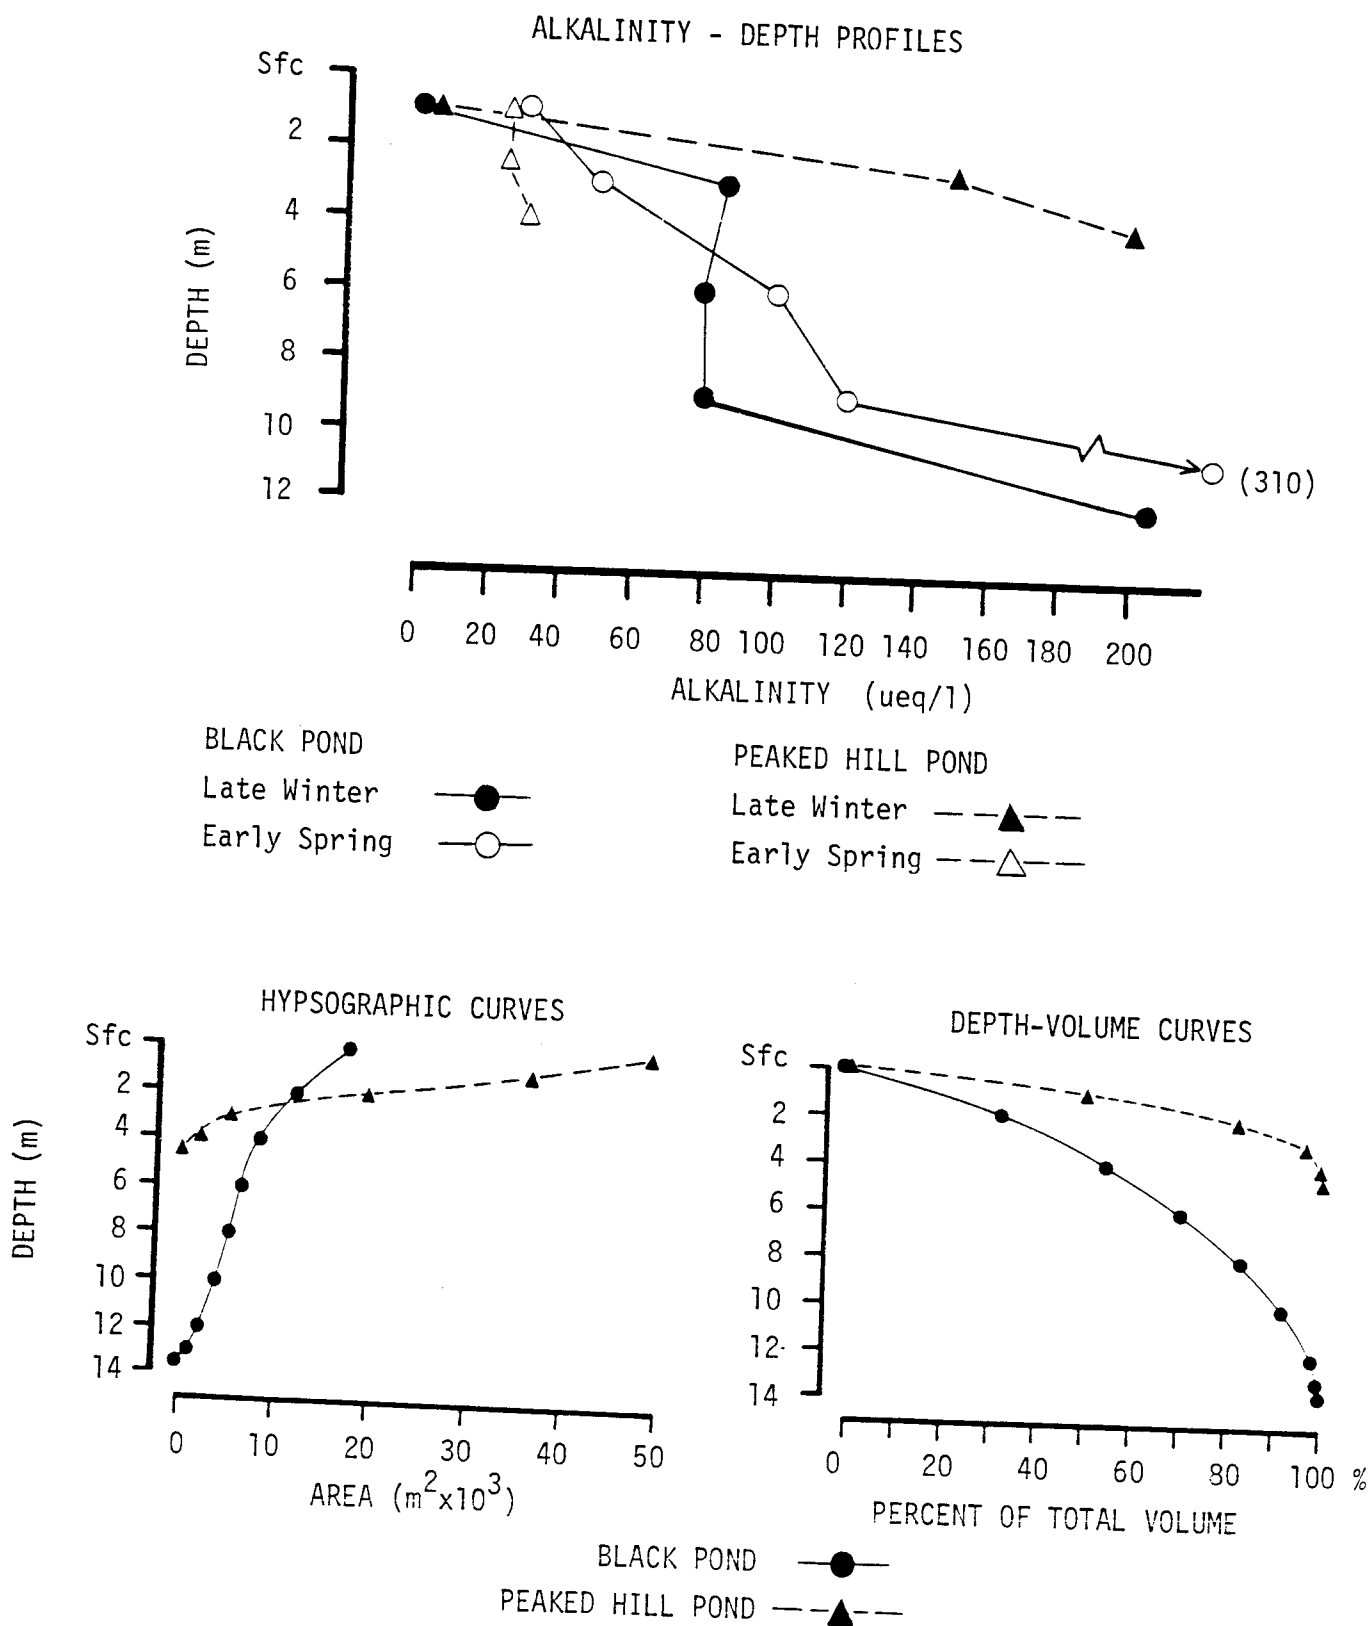 ALKALINITY - DEPTH PROFILES
Sfc
2
4
6
8
10
12
DEPTH (m)
(310)
0 20 40 60 80 100 120 140 160 180 200
ALKALINITY (ueq/l)
BLACK POND
Late Winter
Early Spring
PEAKED HILL POND
Late Winter
Early Spring
HYPSOGRAPHIC CURVES
Sfc
2
4
6
8
10
12
14
DEPTH (m)
0 10 20 30 40 50
AREA (m²x10³)
DEPTH-VOLUME CURVES
Sfc
2
4
6
8
10
12
14
0 20 40 60 80 100 %
PERCENT OF TOTAL VOLUME
BLACK POND
PEAKED HILL POND